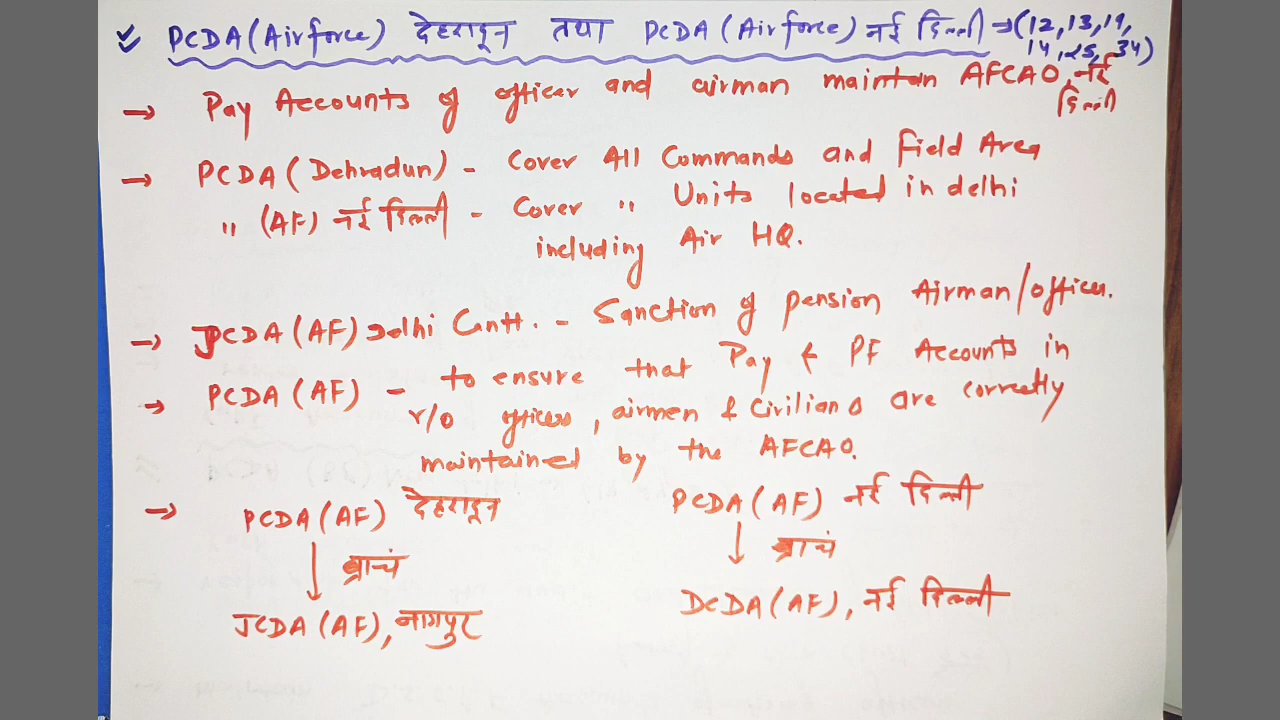 PCDA (Airforce) देहरादून तथा PCDA (Airforce) नई दिल्ली → (12, 13, 19,
14, 25, 34)
→ Pay Accounts of officer and airman maintain AFCAO, नई
दिल्ली
→ PCDA (Dehradun) - Cover All Commands and Field Area
" (AF) नई दिल्ली - Cover " Units located in delhi
including Air HQ.
→ JCDA (AF) Delhi Cantt. - Sanction of pension Airman/officer.
→ PCDA (AF) - to ensure that Pay & PF Accounts in
r/o officers, airmen & Civilians are correctly
maintained by the AFCAO.
→ PCDA (AF) देहरादून PCDA (AF) नई दिल्ली
↓ ब्रांच ↓ ब्रांच
JCDA (AF), नागपुर DCDA (AF), नई दिल्ली